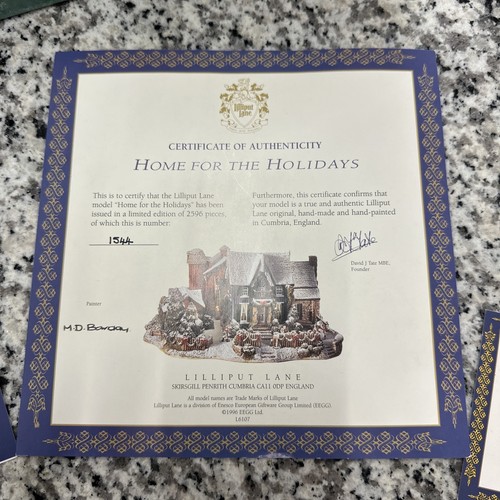 Lilliput
Lane
CERTIFICATE OF AUTHENTICITY
HOME FOR THE HOLIDAYS
This is to certify that the Lilliput Lane
model "Home for the Holidays" has been
issued in a limited edition of 2596 pieces,
of which this is number:
1544
Painter
M.D. Barclay
Furthermore, this certificate confirms that
your model is a true and authentic Lilliput
Lane original, hand-made and hand-painted
in Cumbria, England.
David J Tate MBE,
Founder
LILLIPUT LANE
SKIRSGILL PENRITH CUMBRIA CA11 0DP ENGLAND
All model names are Trade Marks of Lilliput Lane
Lilliput Lane is a division of Enesco European Giftware Group Limited (EEGG).
©1996 EEGG Ltd.
L6107